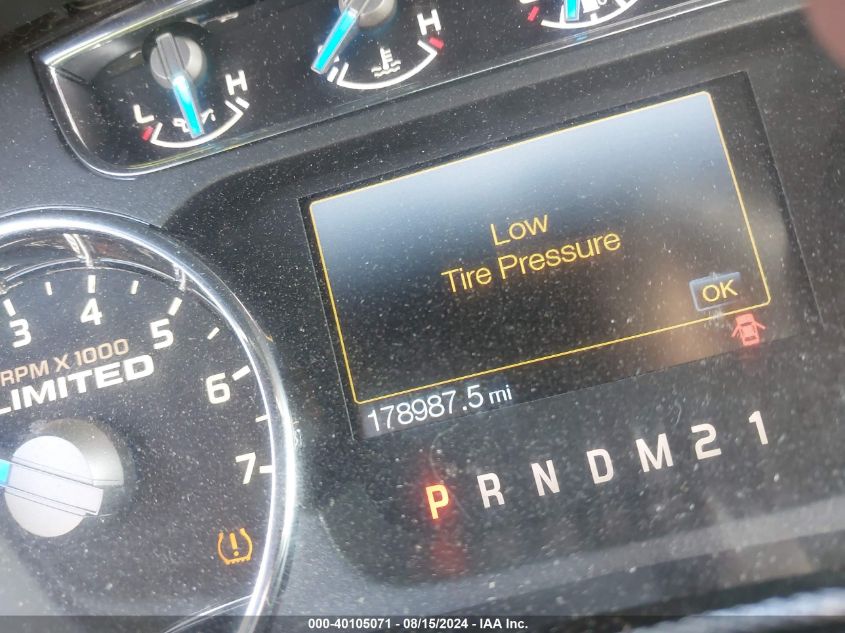 L H
H
3 4 5 6 7
RPM X 1000
LIMITED
Low
Tire Pressure
OK
178987.5 mi
P R N D M 2 1
000-40105071 - 08/15/2024 - IAA Inc.